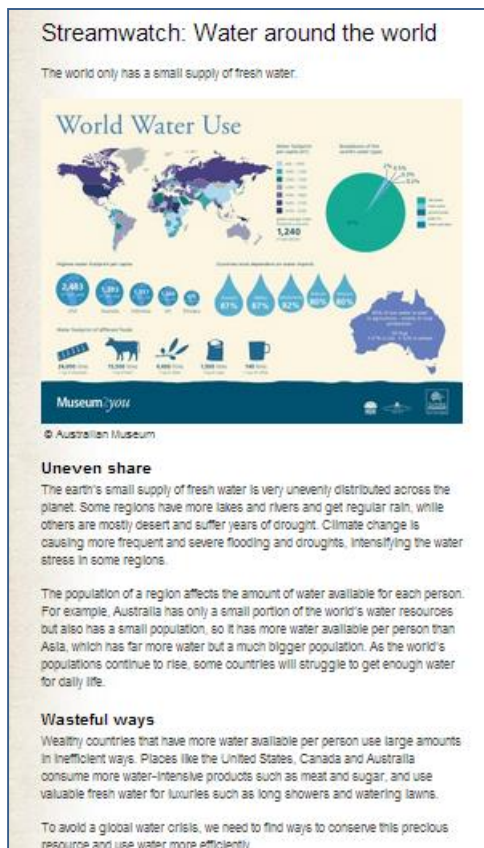 Streamwatch: Water around the world
The world only has a small supply of fresh water.
World Water Use
1,240
2,483
1,393
87%
87%
82%
80%
80%
Museum2you
© Australian Museum
Uneven share
The earth's small supply of fresh water is very unevenly distributed across the
planet. Some regions have more lakes and rivers and get regular rain, while
others are mostly desert and suffer years of drought. Climate change is
causing more frequent and severe flooding and droughts, intensifying the water
stress in some regions.
The population of a region affects the amount of water available for each person.
For example, Australia has only a small portion of the world's water resources
but also has a small population, so it has more water available per person than
Asia, which has far more water but a much bigger population. As the world's
populations continue to rise, some countries will struggle to get enough water
for daily life.
Wasteful ways
Wealthy countries that have more water available per person use large amounts
in inefficient ways. Places like the United States, Canada and Australia
consume more water-intensive products such as meat and sugar, and use
valuable fresh water for luxuries such as long showers and watering lawns.
To avoid a global water crisis, we need to find ways to conserve this precious
resource and use water more efficiently